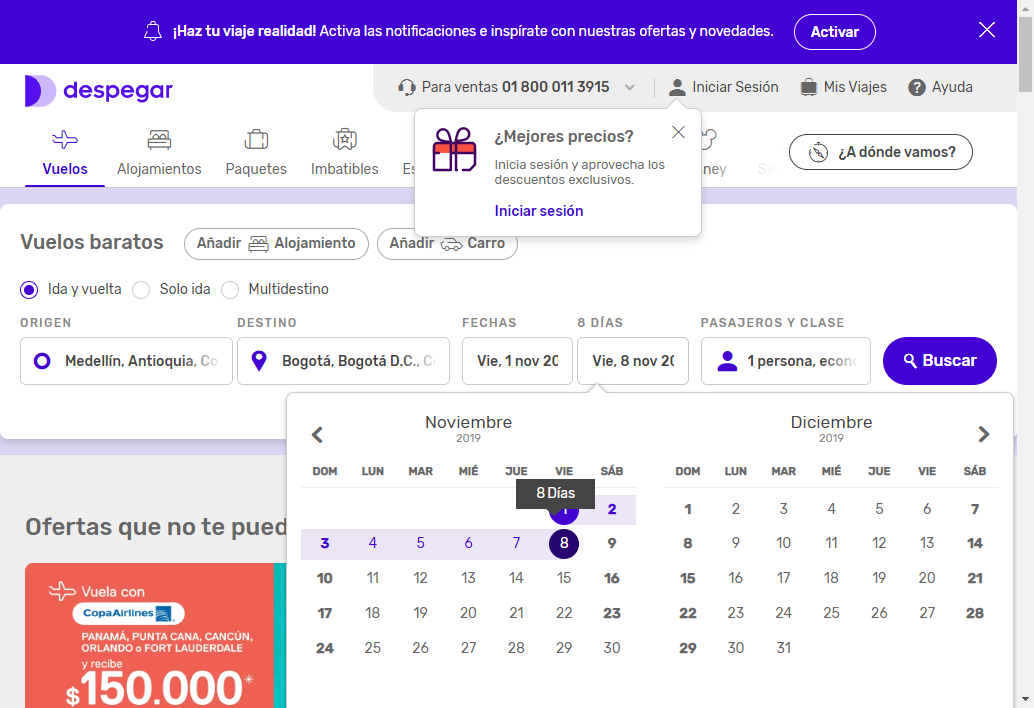 ¡Haz tu viaje realidad! Activa las notificaciones e inspírate con nuestras ofertas y novedades.
Activar
despegar
Para ventas 01 800 011 3915
Iniciar Sesión
Mis Viajes
Ayuda
Vuelos
Alojamientos
Paquetes
Imbatibles
¿Mejores precios?
Inicia sesión y aprovecha los
descuentos exclusivos.
Iniciar sesión
¿A dónde vamos?
Vuelos baratos
Añadir Alojamiento
Añadir Carro
Ida y vuelta
Solo ida
Multidestino
ORIGEN
DESTINO
FECHAS
8 DÍAS
PASAJEROS Y CLASE
Medellín, Antioquia, Co
Bogotá, Bogotá D.C., C
Vie, 1 nov 20
Vie, 8 nov 20
1 persona, econ
Buscar
Noviembre
2019
DOM LUN MAR MIÉ JUE VIE SÁB
8 Días
1 2
3 4 5 6 7 8 9
10 11 12 13 14 15 16
17 18 19 20 21 22 23
24 25 26 27 28 29 30
Diciembre
2019
DOM LUN MAR MIÉ JUE VIE SÁB
1 2 3 4 5 6 7
8 9 10 11 12 13 14
15 16 17 18 19 20 21
22 23 24 25 26 27 28
29 30 31
Ofertas que no te pued
Vuela con
CopaAirlines
PANAMÁ, PUNTA CANA, CANCÚN,
ORLANDO o FORT LAUDERDALE
y recibe
$150.000*